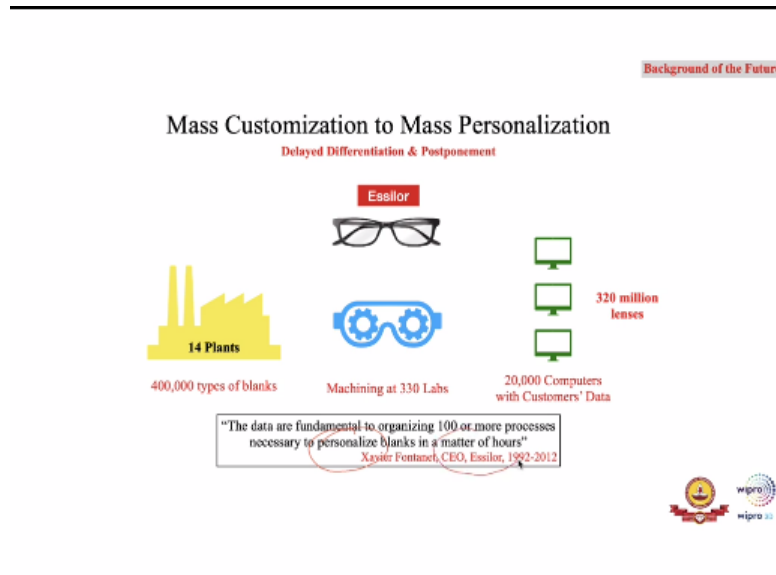 Background of the Future
Mass Customization to Mass Personalization
Delayed Differentiation & Postponement
Essilor
14 Plants
400,000 types of blanks
Machining at 330 Labs
320 million
lenses
20,000 Computers
with Customers' Data
“The data are fundamental to organizing 100 or more processes
necessary to personalize blanks in a matter of hours”
Xavier Fontanet, CEO, Essilor, 1992-2012
wipro
wipro 3D